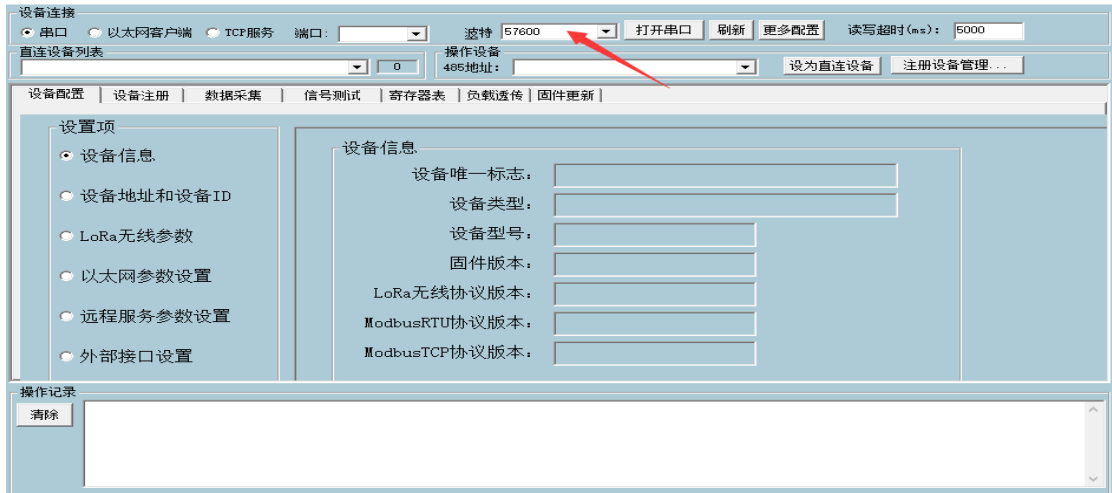 设备连接
串口 以太网客户端 TCP服务 端口: 波特 57600 打开串口 刷新 更多配置 读写超时(ms): 5000
直连设备列表 操作设备
0 485地址: 设为直连设备 注册设备管理...
设备配置 设备注册 数据采集 信号测试 寄存器表 负载透传 固件更新
设置项
设备信息
设备信息
设备唯一标志:
设备地址和设备ID
设备类型:
LoRa无线参数
设备型号:
固件版本:
以太网参数设置
LoRa无线协议版本:
远程服务参数设置
ModbusRTU协议版本:
外部接口设置
ModbusTCP协议版本:
操作记录
清除